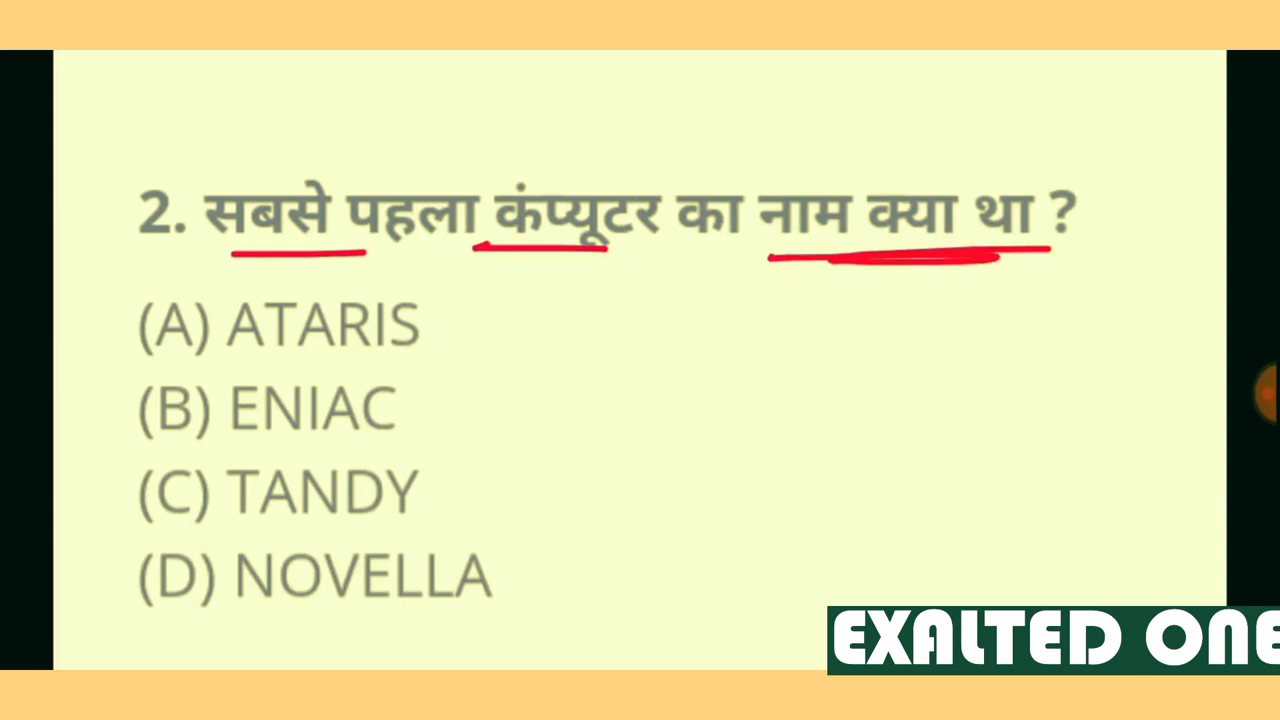 2. सबसे पहला कंप्यूटर का नाम क्या था ?
(A) ATARIS
(B) ENIAC
(C) TANDY
(D) NOVELLA
EXALTED ONE